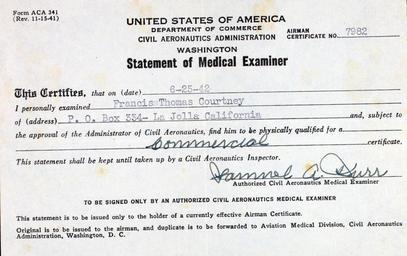 Form ACA 341
(Rev. 11-15-41)
UNITED STATES OF AMERICA
DEPARTMENT OF COMMERCE
CIVIL AERONAUTICS ADMINISTRATION
WASHINGTON
AIRMAN
CERTIFICATE NO. 7982
Statement of Medical Examiner
This Certifies, that on (date) 6-25-42
I personally examined Francis Thomas Courtney
of (address) P. O. Box 334- La Jolla California and, subject to
the approval of the Administrator of Civil Aeronautics, find him to be physically qualified for a
Commercial certificate.
This statement shall be kept until taken up by a Civil Aeronautics Inspector.
Samuel A. Durr
Authorized Civil Aeronautics Medical Examiner
TO BE SIGNED ONLY BY AN AUTHORIZED CIVIL AERONAUTICS MEDICAL EXAMINER
This statement is to be issued only to the holder of a currently effective Airman Certificate.
Original is to be issued to the airman, and duplicate is to be forwarded to Aviation Medical Division, Civil Aeronautics
Administration, Washington, D. C.